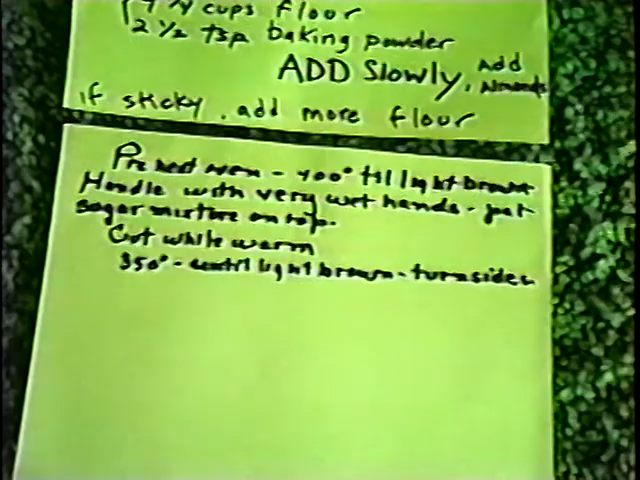 cups flour
2 1/2 tsp baking powder
ADD Slowly, Add
Almonds
if sticky, add more flour
Pre heat oven - 400° till light brown
Handle with very wet hands - put
sugar mixture on top.
Cut while warm
350° - until light brown - turn sides